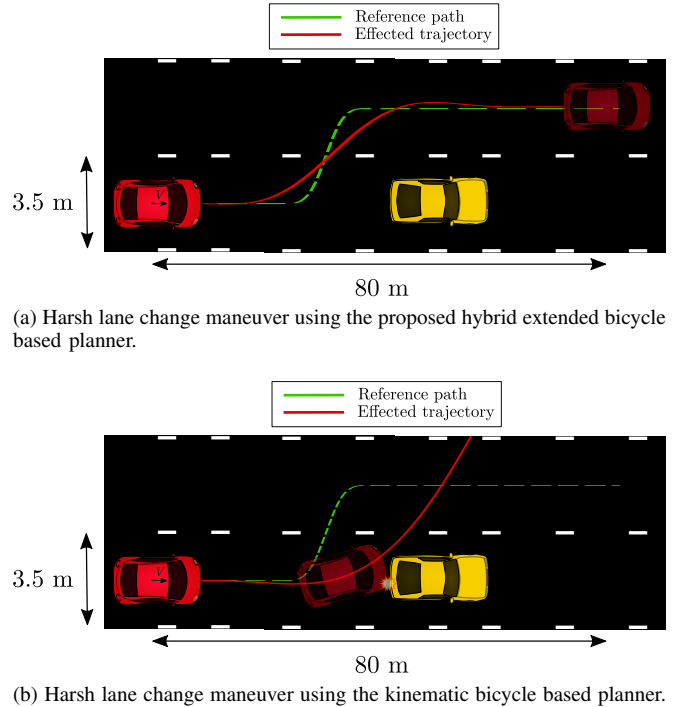 Reference path
Effected trajectory
V
3.5 m
80 m
(a) Harsh lane change maneuver using the proposed hybrid extended bicycle
based planner.
Reference path
Effected trajectory
V
3.5 m
80 m
(b) Harsh lane change maneuver using the kinematic bicycle based planner.